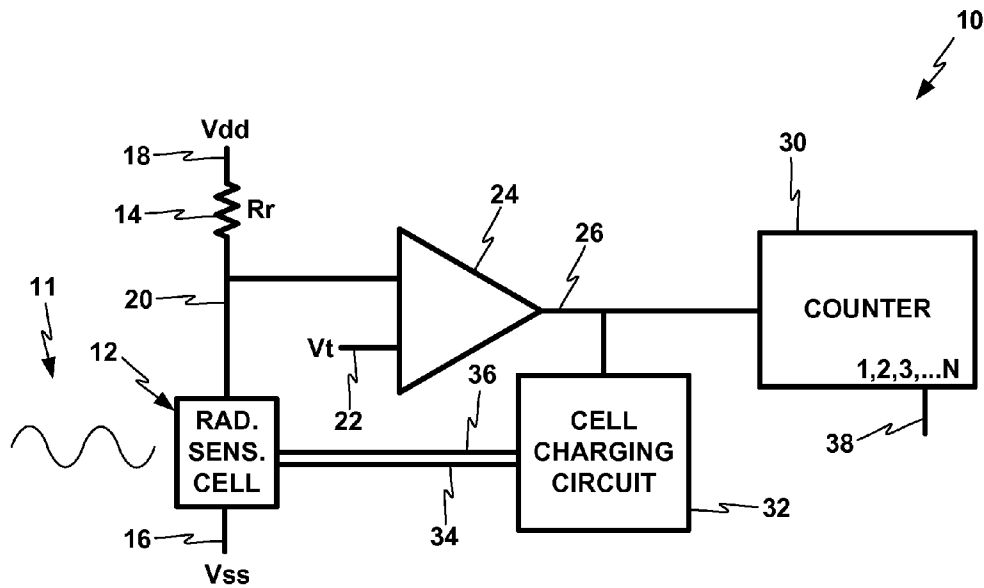 10
Vdd
18
14
Rr
20
11
12
24
26
30
COUNTER
1,2,3,...N
38
Vt
22
36
34
RAD.
SENS.
CELL
CELL
CHARGING
CIRCUIT
32
16
Vss